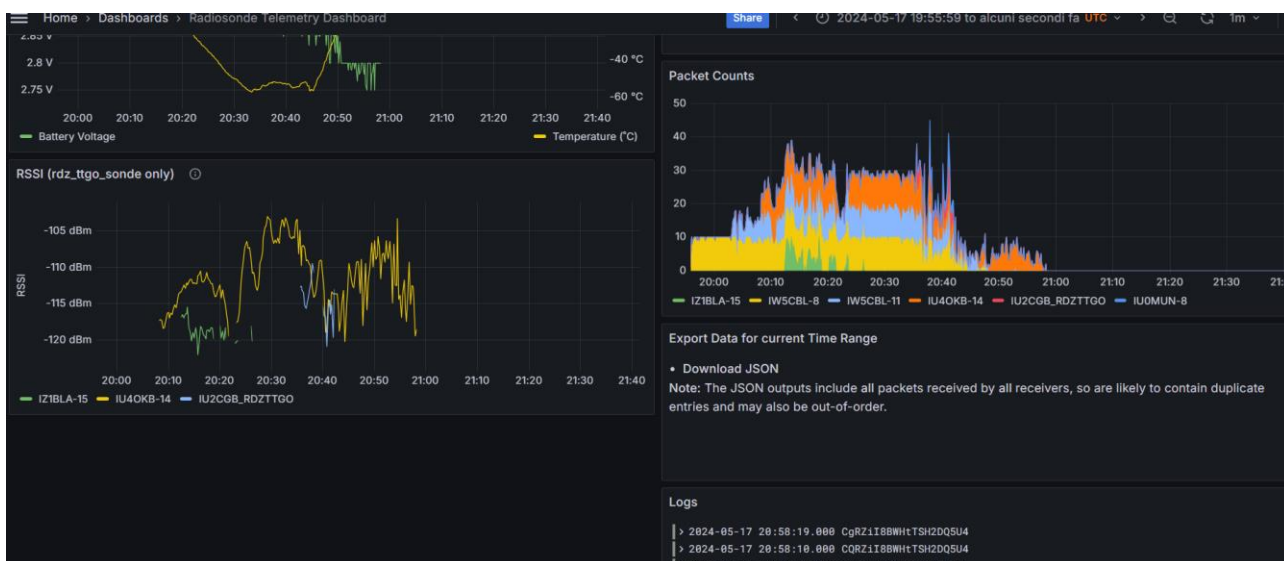 Home › Dashboards › Radiosonde Telemetry Dashboard
Share
2024-05-17 19:55:59 to alcuni secondi fa UTC
1m
2.85 V
2.8 V
2.75 V
-40 °C
-60 °C
20:00 20:10 20:20 20:30 20:40 20:50 21:00 21:10 21:20 21:30 21:40
Battery Voltage
Temperature (˚C)
RSSI (rdz_ttgo_sonde only)
-105 dBm
-110 dBm
-115 dBm
-120 dBm
RSSI
20:00 20:10 20:20 20:30 20:40 20:50 21:00 21:10 21:20 21:30 21:40
IZ1BLA-15 IU4OKB-14 IU2CGB_RDZTTGO
Packet Counts
50
40
30
20
10
0
20:00 20:10 20:20 20:30 20:40 20:50 21:00 21:10 21:20 21:30 21:
IZ1BLA-15 IW5CBL-8 IW5CBL-11 IU4OKB-14 IU2CGB_RDZTTGO IU0MUN-8
Export Data for current Time Range
• Download JSON
Note: The JSON outputs include all packets received by all receivers, so are likely to contain duplicate
entries and may also be out-of-order.
Logs
> 2024-05-17 20:58:19.000 CgRZiI8BWHtTSH2DQ5U4
> 2024-05-17 20:58:10.000 CQRZiI8BWHtTSH2DQ5U4